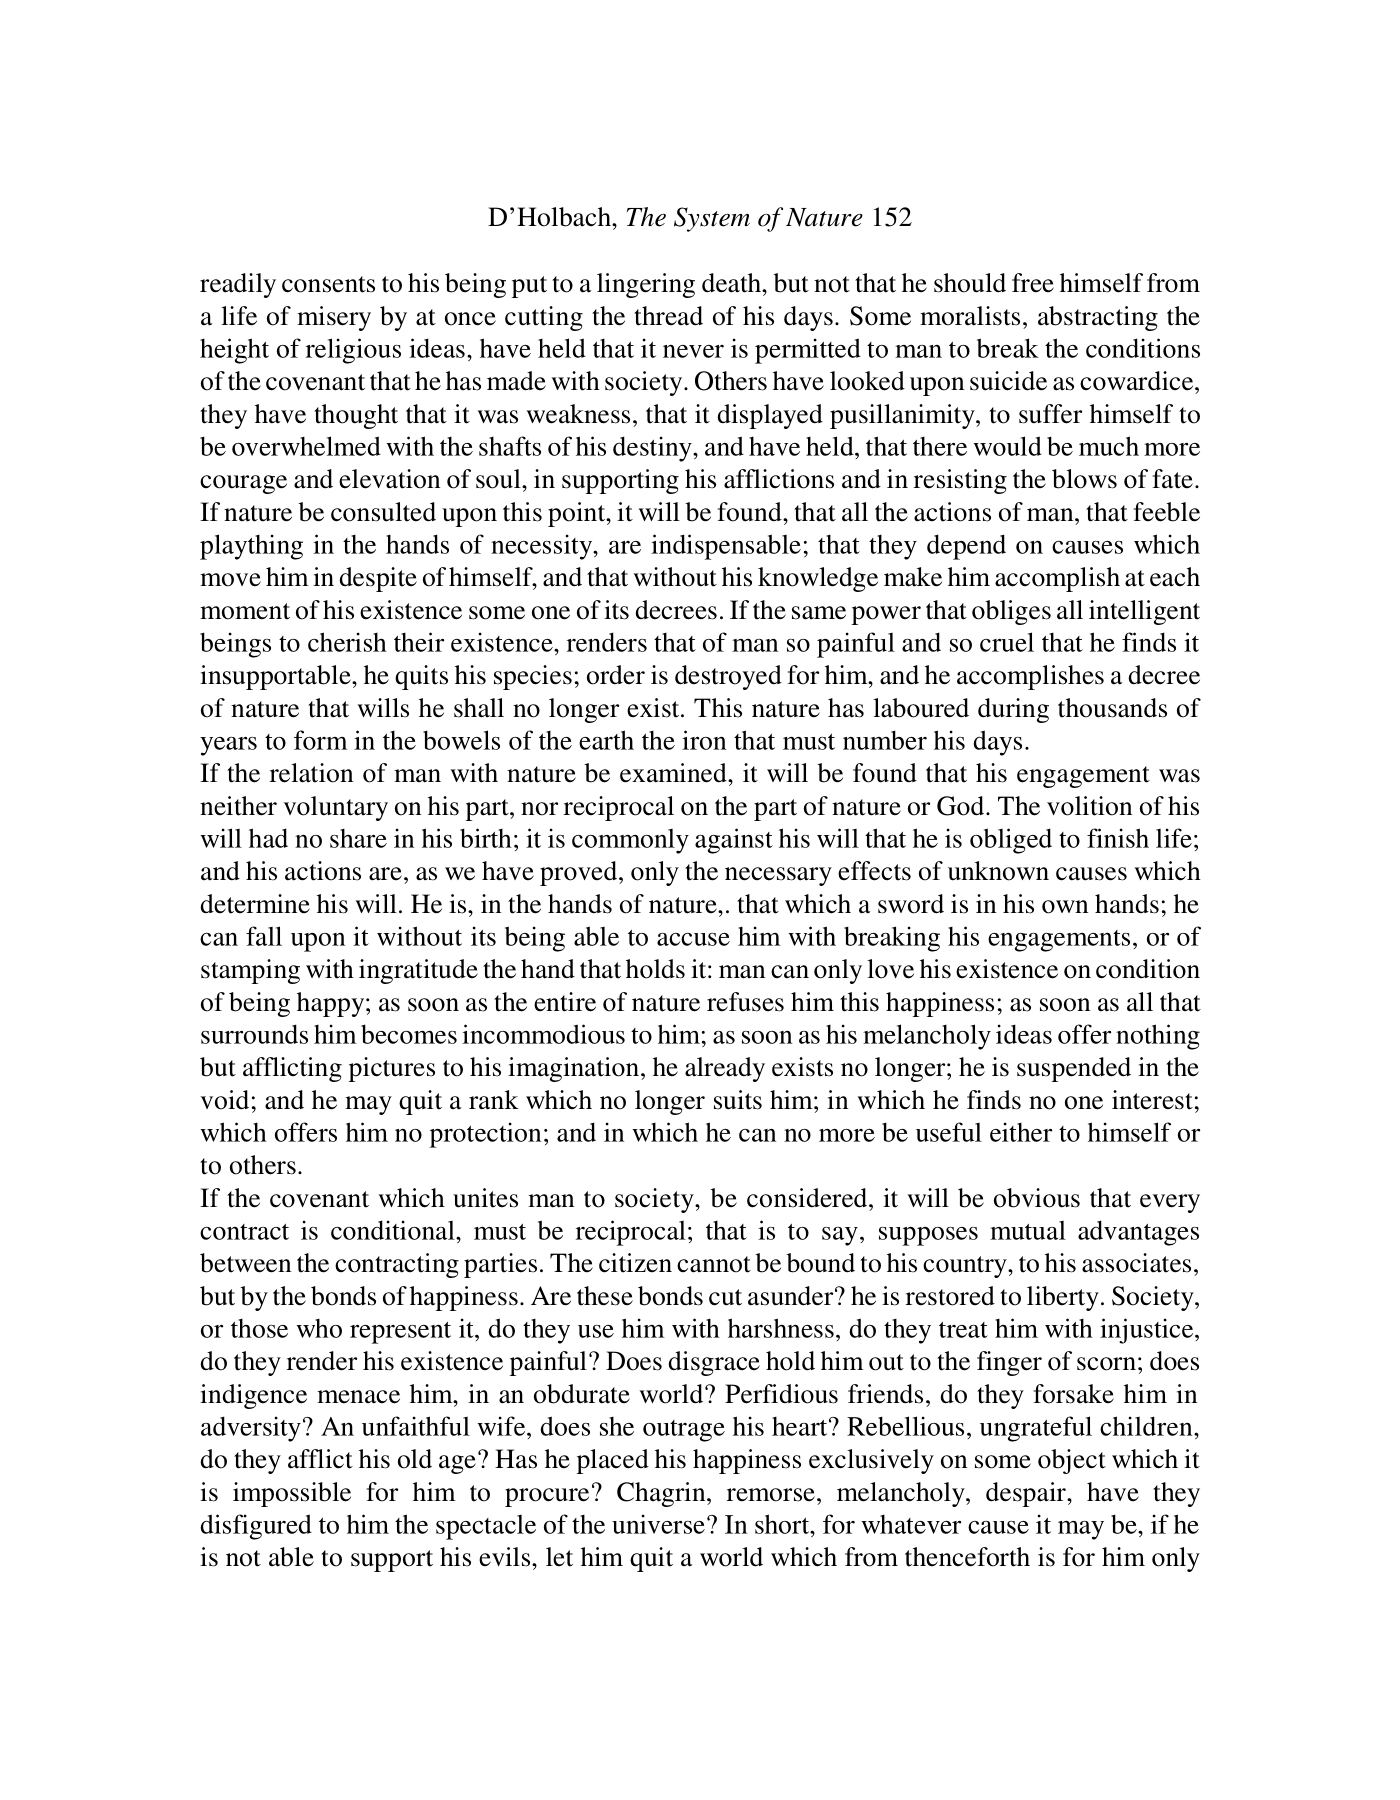 D’Holbach, The System of Nature 152
readily consents to his being put to a lingering death, but not that he should free himself from
a life of misery by at once cutting the thread of his days. Some moralists, abstracting the
height of religious ideas, have held that it never is permitted to man to break the conditions
of the covenant that he has made with society. Others have looked upon suicide as cowardice,
they have thought that it was weakness, that it displayed pusillanimity, to suffer himself to
be overwhelmed with the shafts of his destiny, and have held, that there would be much more
courage and elevation of soul, in supporting his afflictions and in resisting the blows of fate.
If nature be consulted upon this point, it will be found, that all the actions of man, that feeble
plaything in the hands of necessity, are indispensable; that they depend on causes which
move him in despite of himself, and that without his knowledge make him accomplish at each
moment of his existence some one of its decrees. If the same power that obliges all intelligent
beings to cherish their existence, renders that of man so painful and so cruel that he finds it
insupportable, he quits his species; order is destroyed for him, and he accomplishes a decree
of nature that wills he shall no longer exist. This nature has laboured during thousands of
years to form in the bowels of the earth the iron that must number his days.
If the relation of man with nature be examined, it will be found that his engagement was
neither voluntary on his part, nor reciprocal on the part of nature or God. The volition of his
will had no share in his birth; it is commonly against his will that he is obliged to finish life;
and his actions are, as we have proved, only the necessary effects of unknown causes which
determine his will. He is, in the hands of nature,. that which a sword is in his own hands; he
can fall upon it without its being able to accuse him with breaking his engagements, or of
stamping with ingratitude the hand that holds it: man can only love his existence on condition
of being happy; as soon as the entire of nature refuses him this happiness; as soon as all that
surrounds him becomes incommodious to him; as soon as his melancholy ideas offer nothing
but afflicting pictures to his imagination, he already exists no longer; he is suspended in the
void; and he may quit a rank which no longer suits him; in which he finds no one interest;
which offers him no protection; and in which he can no more be useful either to himself or
to others.
If the covenant which unites man to society, be considered, it will be obvious that every
contract is conditional, must be reciprocal; that is to say, supposes mutual advantages
between the contracting parties. The citizen cannot be bound to his country, to his associates,
but by the bonds of happiness. Are these bonds cut asunder? he is restored to liberty. Society,
or those who represent it, do they use him with harshness, do they treat him with injustice,
do they render his existence painful? Does disgrace hold him out to the finger of scorn; does
indigence menace him, in an obdurate world? Perfidious friends, do they forsake him in
adversity? An unfaithful wife, does she outrage his heart? Rebellious, ungrateful children,
do they afflict his old age? Has he placed his happiness exclusively on some object which it
is impossible for him to procure? Chagrin, remorse, melancholy, despair, have they
disfigured to him the spectacle of the universe? In short, for whatever cause it may be, if he
is not able to support his evils, let him quit a world which from thenceforth is for him only